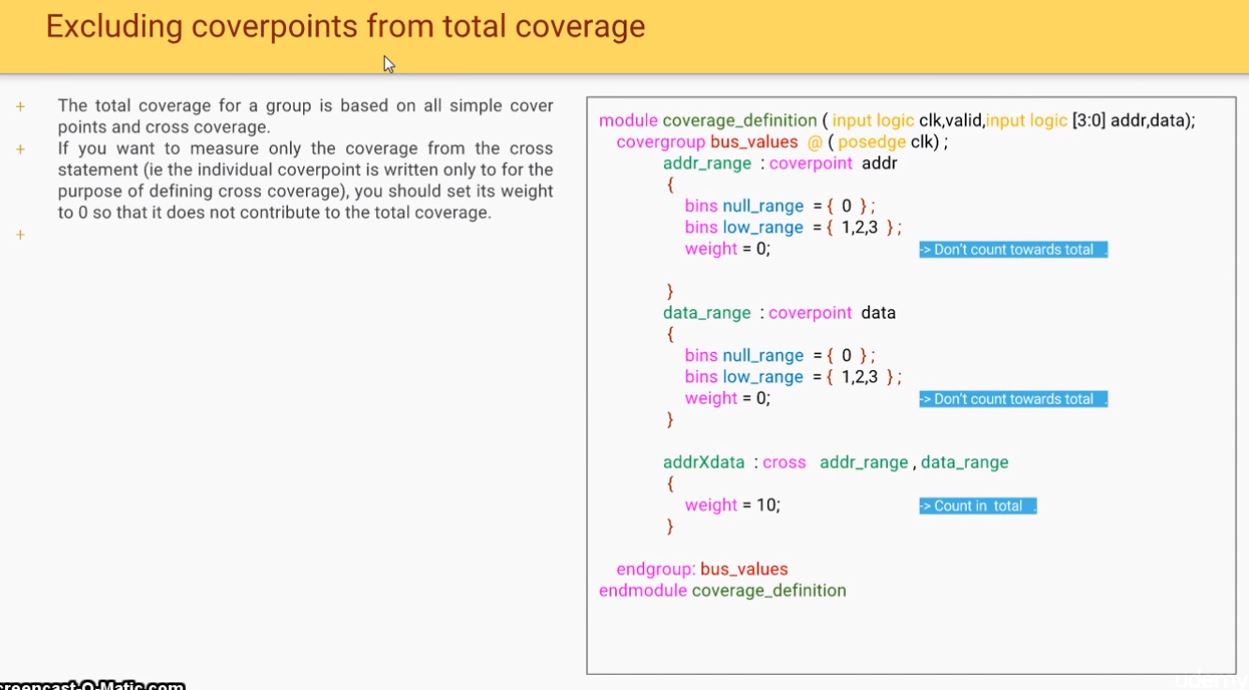 Excluding coverpoints from total coverage
+ The total coverage for a group is based on all simple cover
points and cross coverage.
+ If you want to measure only the coverage from the cross
statement (ie the individual coverpoint is written only to for the
purpose of defining cross coverage), you should set its weight
to 0 so that it does not contribute to the total coverage.
+
module coverage_definition ( input logic clk,valid,input logic [3:0] addr,data);
covergroup bus_values @ ( posedge clk) ;
addr_range : coverpoint addr
{
bins null_range = { 0 } ;
bins low_range = { 1,2,3 } ;
weight = 0; -> Don't count towards total .
}
data_range : coverpoint data
{
bins null_range = { 0 } ;
bins low_range = { 1,2,3 } ;
weight = 0; -> Don't count towards total .
}
addrXdata : cross addr_range , data_range
{
weight = 10; -> Count in total .
}
endgroup: bus_values
endmodule coverage_definition
creencast-O-Matic.com
udemy